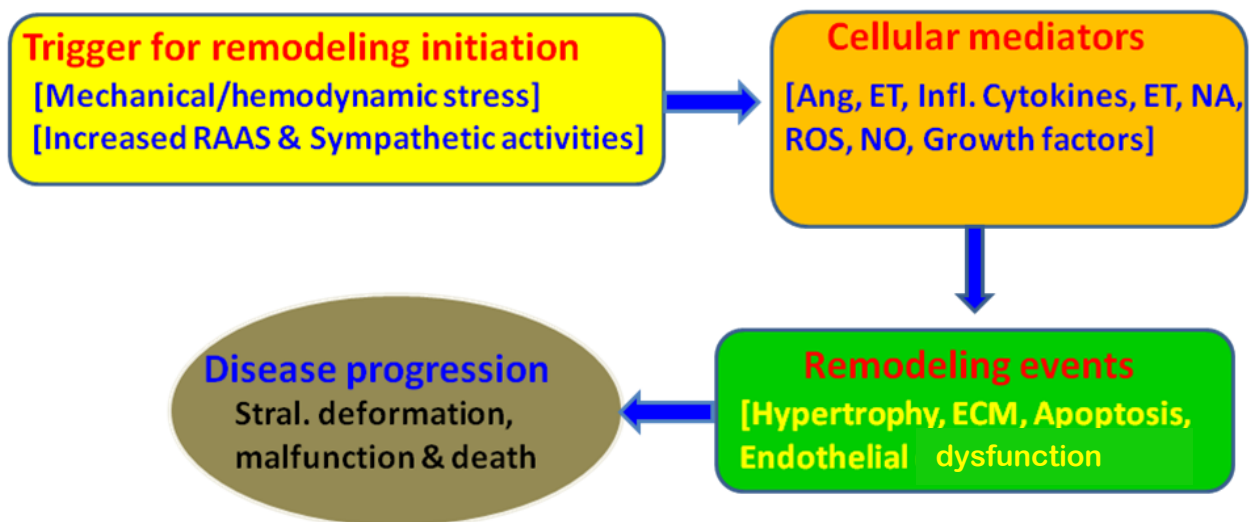 Trigger for remodeling initiation
[Mechanical/hemodynamic stress]
[Increased RAAS & Sympathetic activities]
Cellular mediators
[Ang, ET, Infl. Cytokines, ET, NA,
ROS, NO, Growth factors]
Remodeling events
[Hypertrophy, ECM, Apoptosis,
Endothelial dysfunction
Disease progression
Stral. deformation,
malfunction & death